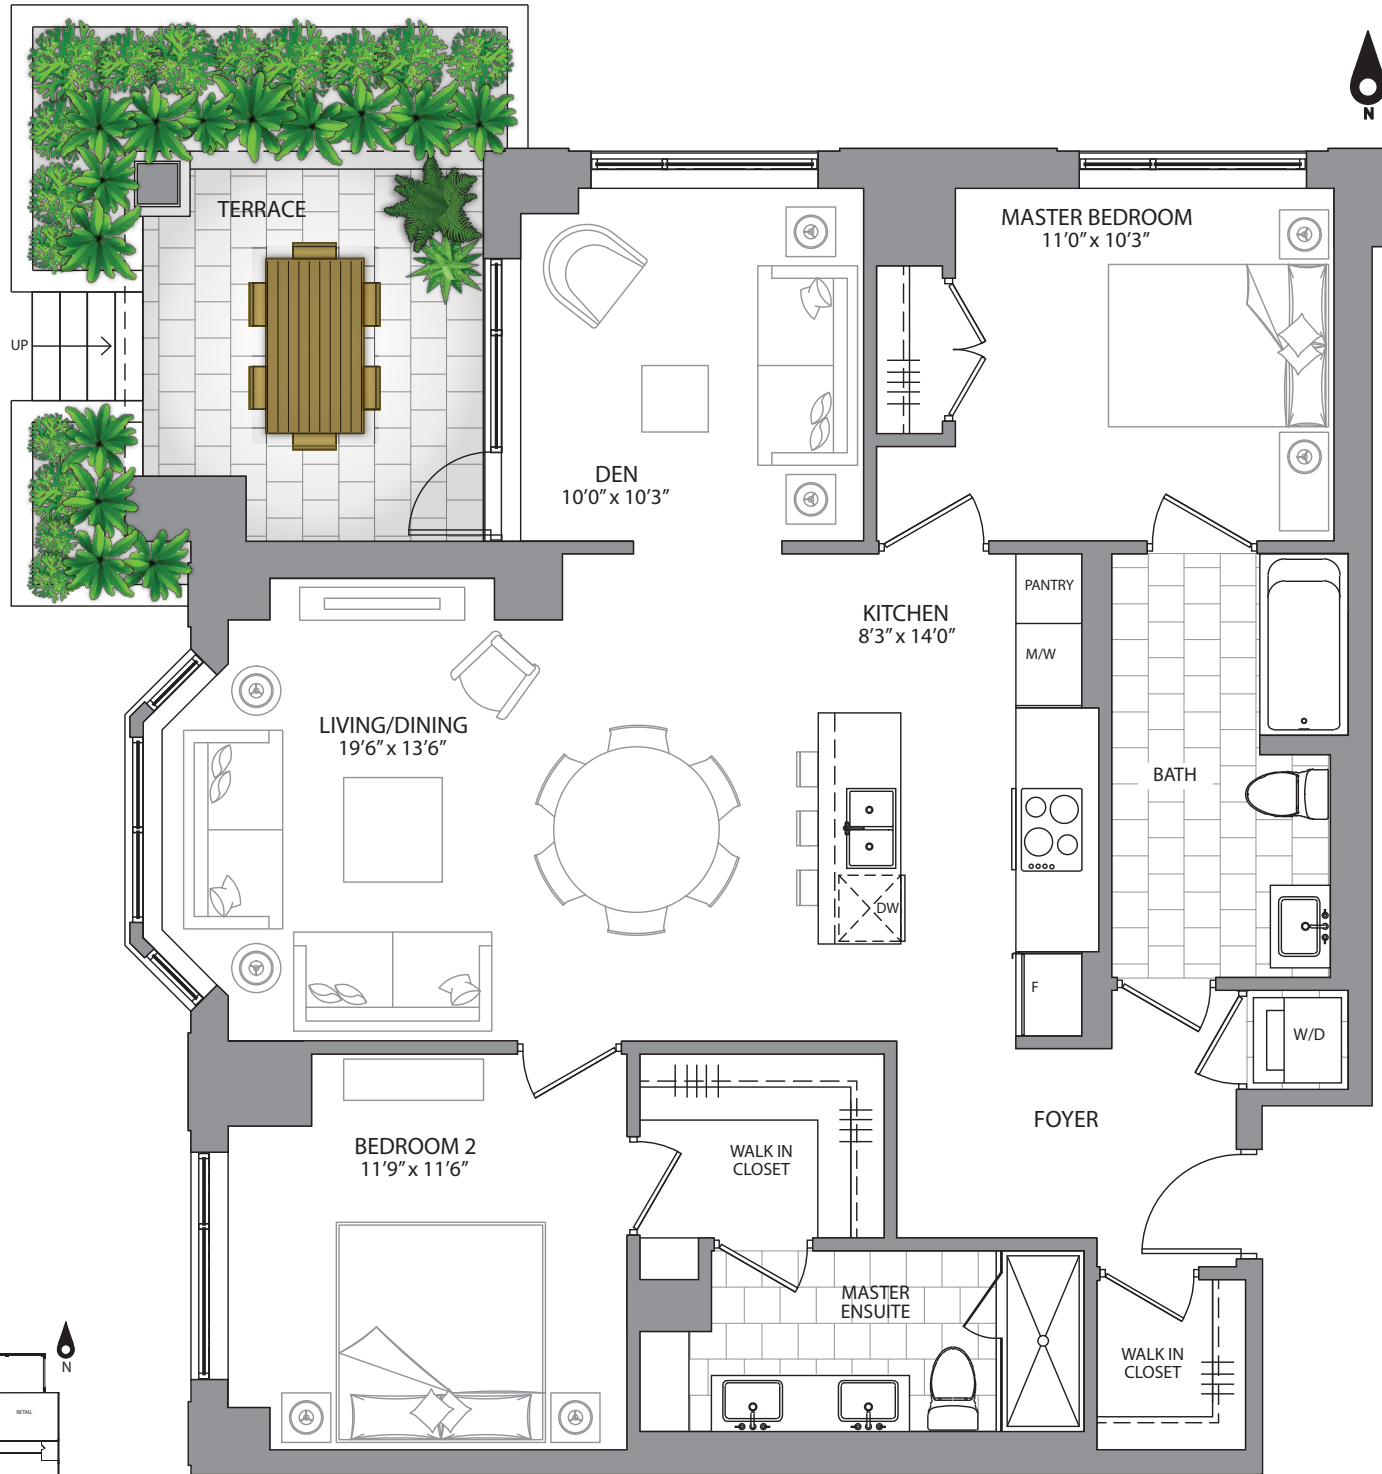 N
TERRACE
MASTER BEDROOM
11'0" x 10'3"
UP
DEN
10'0" x 10'3"
PANTRY
KITCHEN
8'3" x 14'0"
M/W
LIVING/DINING
19'6" x 13'6"
BATH
DW
F
W/D
FOYER
BEDROOM 2
11'9" x 11'6"
WALK IN
CLOSET
MASTER
ENSUITE
WALK IN
CLOSET
N
RETAIL